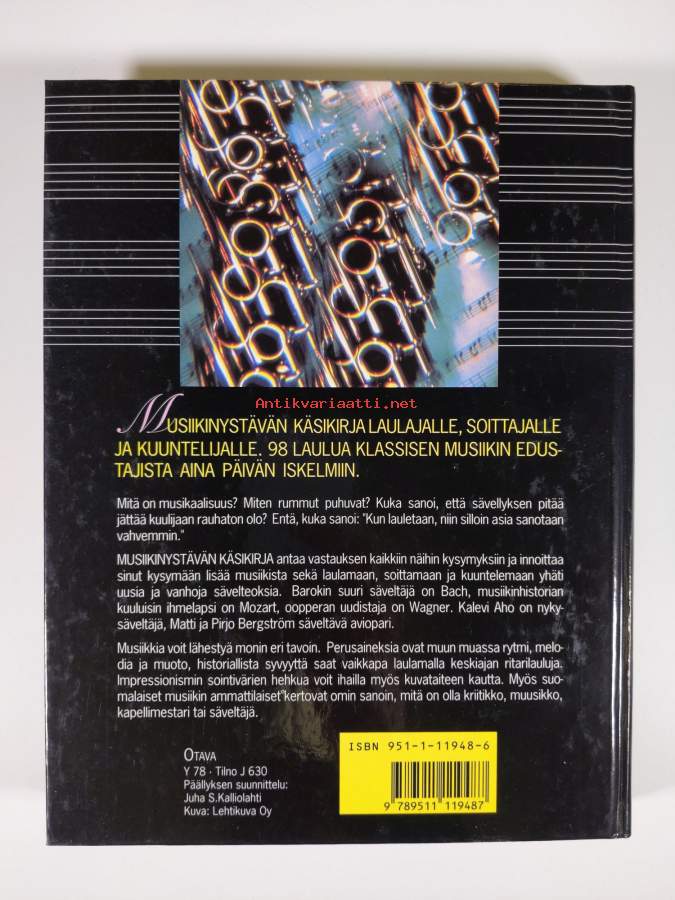 Antikvariaatti.net
MUSIIKINYSTÄVÄN KÄSIKIRJA LAULAJALLE, SOITTAJALLE
JA KUUNTELIJALLE. 98 LAULUA KLASSISEN MUSIIKIN EDUS-
TAJISTA AINA PÄIVÄN ISKELMIIN.
Mitä on musikaalisuus? Miten rummut puhuvat? Kuka sanoi, että sävellyksen pitää
jättää kuulijaan rauhaton olo? Entä, kuka sanoi: "Kun lauletaan, niin silloin asia sanotaan
vahvemmin."
MUSIIKINYSTÄVÄN KÄSIKIRJA antaa vastauksen kaikkiin näihin kysymyksiin ja innoittaa
sinut kysymään lisää musiikista sekä laulamaan, soittamaan ja kuuntelemaan yhäti
uusia ja vanhoja sävelteoksia. Barokin suuri säveltäjä on Bach, musiikinhistorian
kuuluisin ihmelapsi on Mozart, oopperan uudistaja on Wagner. Kalevi Aho on nyky-
säveltäjä, Matti ja Pirjo Bergström säveltävä aviopari.
Musiikkia voit lähestyä monin eri tavoin. Perusaineksia ovat muun muassa rytmi, melo-
dia ja muoto, historiallista syvyyttä saat vaikkapa laulamalla keskiajan ritarilauluja.
Impressionismin sointivärien hehkua voit ihailla myös kuvataiteen kautta. Myös suo-
malaiset musiikin ammattilaiset kertovat omin sanoin, mitä on olla kriitikko, muusikko,
kapellimestari tai säveltäjä.
OTAVA
Y 78 · Tilno J 630
Päällyksen suunnittelu:
Juha S.Kalliolahti
Kuva: Lehtikuva Oy
ISBN 951-1-11948-6
9 789511 119487